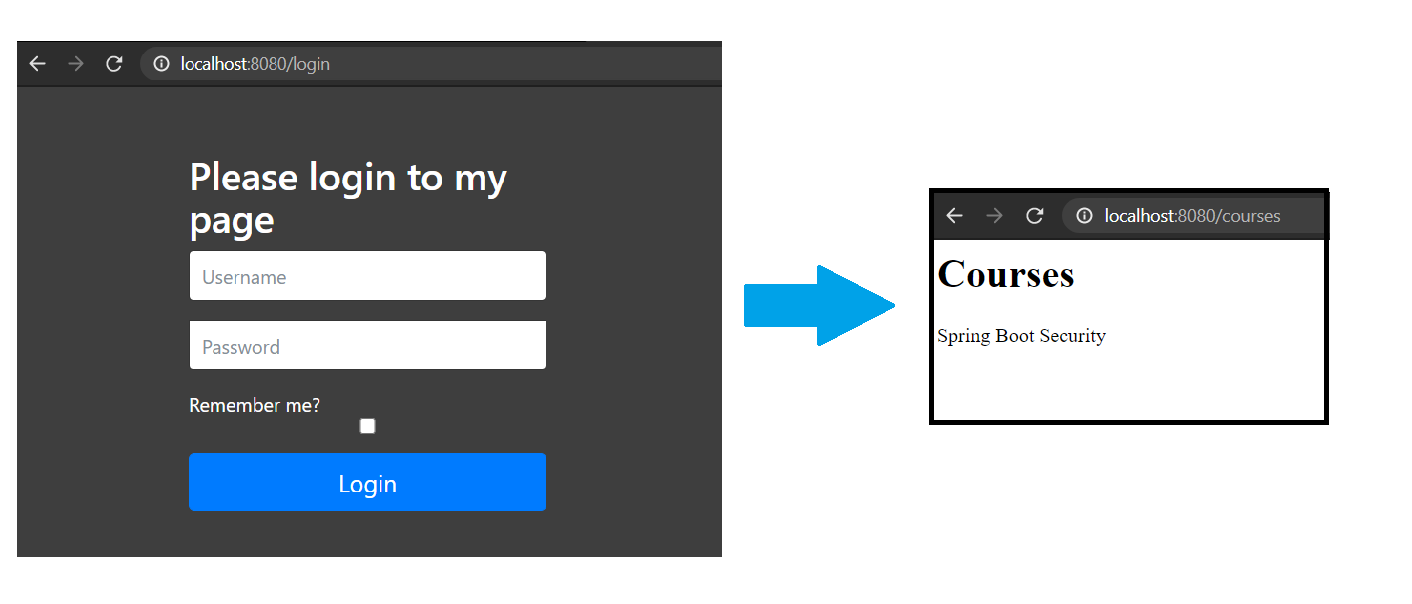 localhost:8080/login
Please login to my
page
Username
Password
Remember me?
Login
localhost:8080/courses
Courses
Spring Boot Security